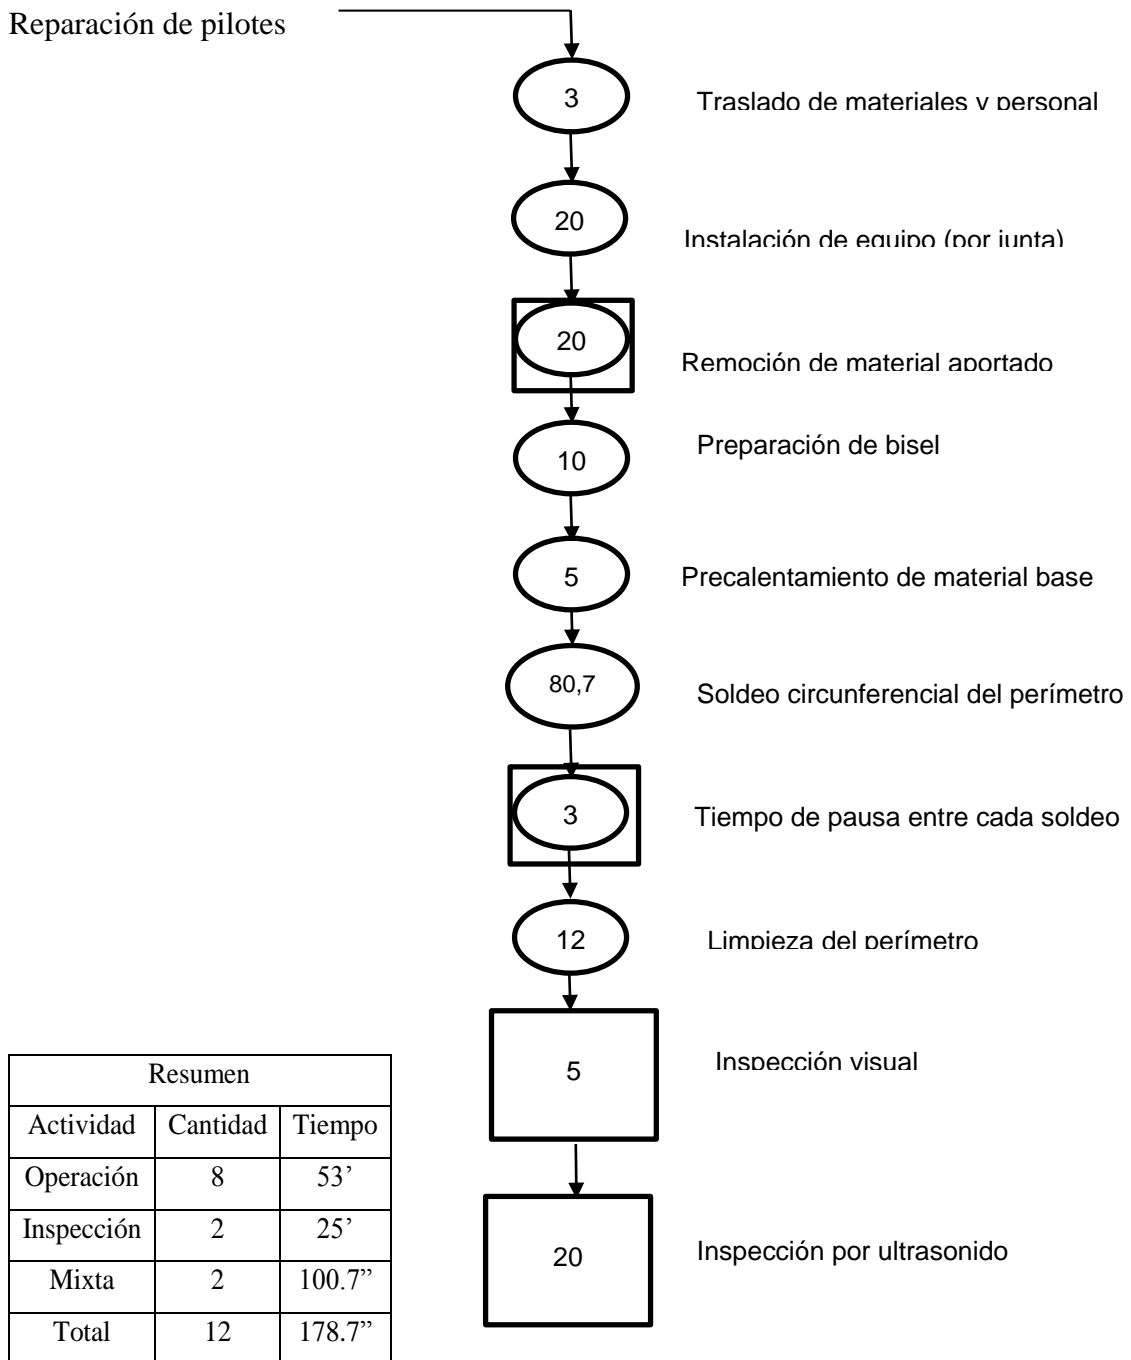 Reparación de pilotes
3
Traslado de materiales y personal
20
Instalación de equipo (por junta)
20
Remoción de material aportado
10
Preparación de bisel
5
Precalentamiento de material base
80,7
Soldeo circunferencial del perímetro
3
Tiempo de pausa entre cada soldeo
12
Limpieza del perímetro
5
Inspección visual
20
Inspección por ultrasonido
Resumen
Actividad Cantidad Tiempo
Operación 8 53’
Inspección 2 25’
Mixta 2 100.7”
Total 12 178.7”